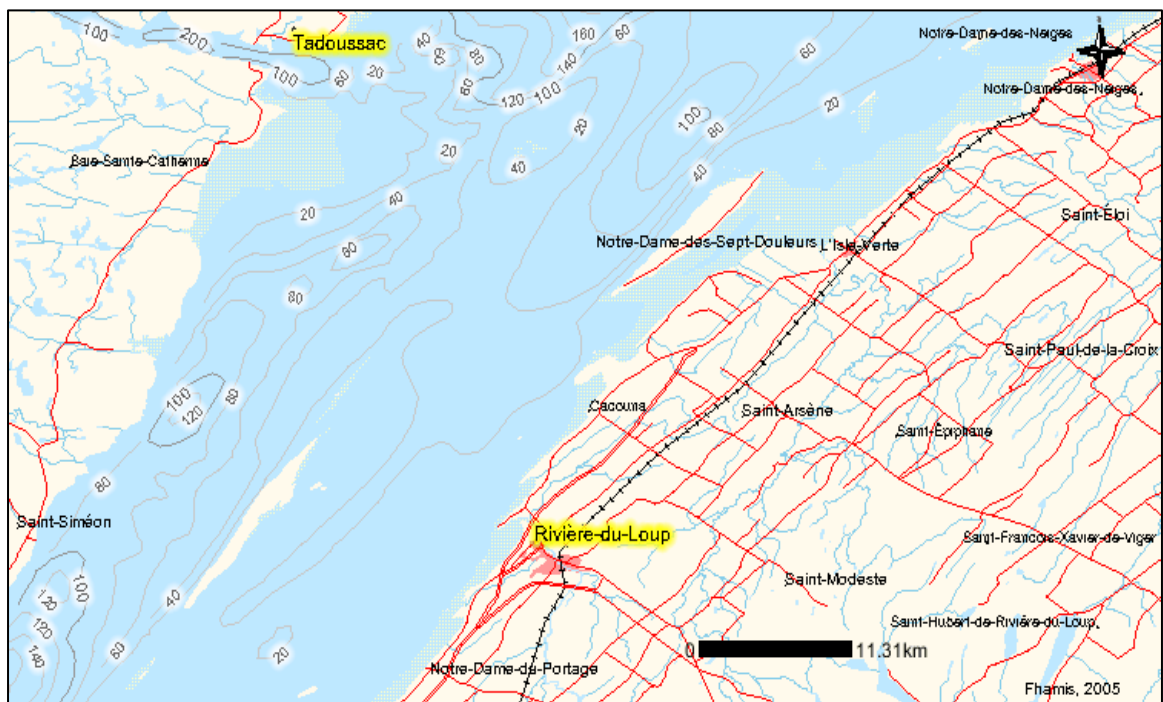 100
200
Tadoussac
100
60
20
40
60
80
60
120
100
140
160
60
60
20
Notre-Dame-des-Neiges
Notre-Dame-des-Neiges
100
80
20
20
40
40
Baie-Sainte-Catherine
20
40
60
Saint-Éloi
Notre-Dame-des-Sept-Douleurs
L'Isle-Verte
80
Saint-Paul-de-la-Croix
100
120
80
Cacouna
Saint-Arsène
Saint-Épiphane
80
Saint-Siméon
Rivière-du-Loup
Saint-François-Xavier-de-Viger
Saint-Modeste
100
120
120
140
60
40
20
Saint-Hubert-de-Rivière-du-Loup
0
11.31km
Notre-Dame-du-Portage
Fhamis, 2005